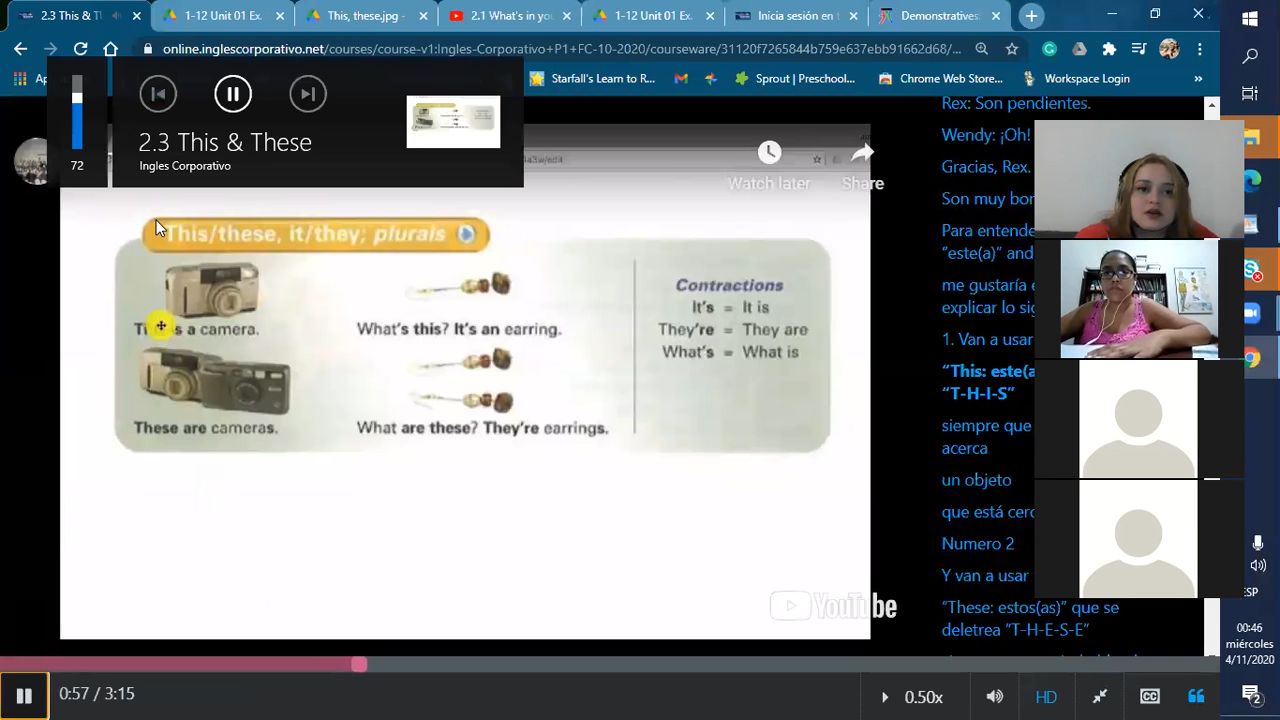 2.3 This &
1-12 Unit 01 Ex.
This, these.jpg -
2.1 What's in yo
1-12 Unit 01 Ex.
Inicia sesión en
Demonstratives:
online.inglescorporativo.net/courses/course-v1:Ingles-Corporativo+P1+FC-10-2020/courseware/31120f7265844b759e637ebb91662d68/...
Starfall's Learn to R...
Sprout | Preschool...
Chrome Web Store...
Workspace Login
2.3 This & These
Ingles Corporativo
72
Watch later
Share
This/these, it/they; plurals
is a camera.
These are cameras.
What's this? It's an earring.
What are these? They're earrings.
Contractions
It's = It is
They're = They are
What's = What is
YouTube
Rex: Son pendientes.
Wendy: ¡Oh!
Gracias, Rex.
Son muy
Para
"este(a)" and
me gustaría
explicar lo
1. Van a usar
"This: este(a
"T-H-I-S"
siempre que
acerca
un objeto
que está
Numero 2
Y van a usar
"These: estos(as)" que se
deletrea "T-H-E-S-E"
0:57 / 3:15
0.50x
HD
CC
ESP
00:46
miércoles
4/11/2020
2